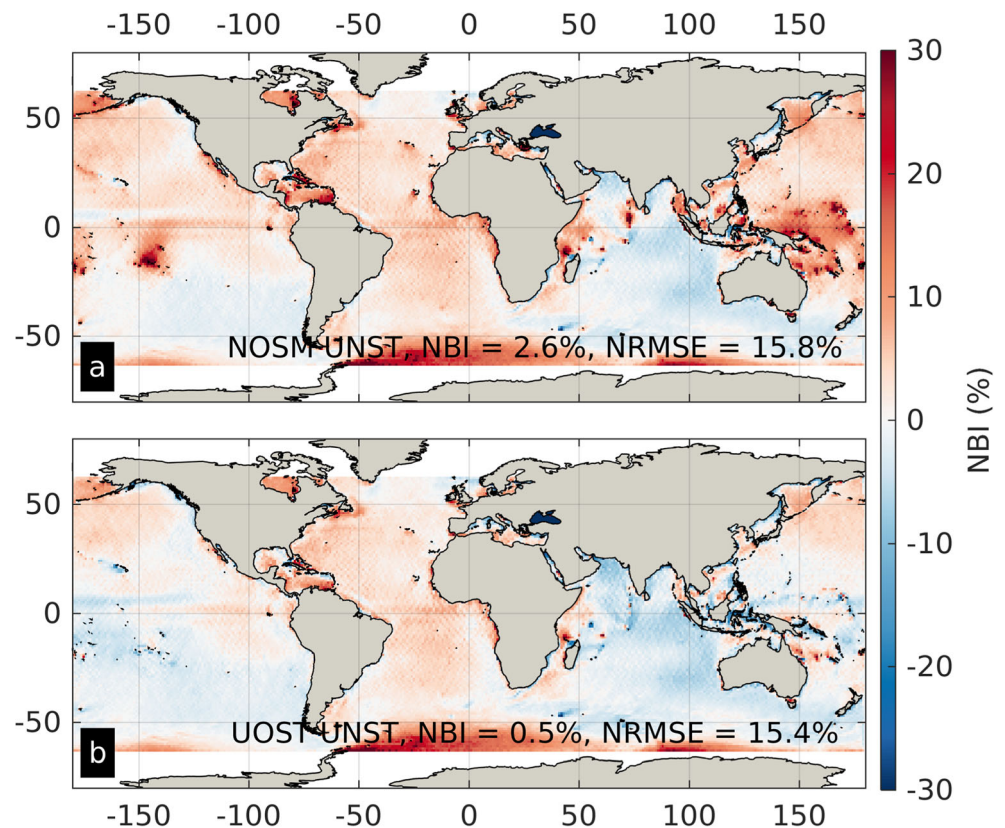 -150 -100 -50 0 50 100 150
50
0
-50
a
NOSM-UNST, NBI = 2.6%, NRMSE = 15.8%
50
0
-50
b
UOST-UNST, NBI = 0.5%, NRMSE = 15.4%
-150 -100 -50 0 50 100 150
30
20
10
0
-10
-20
-30
NBI (%)